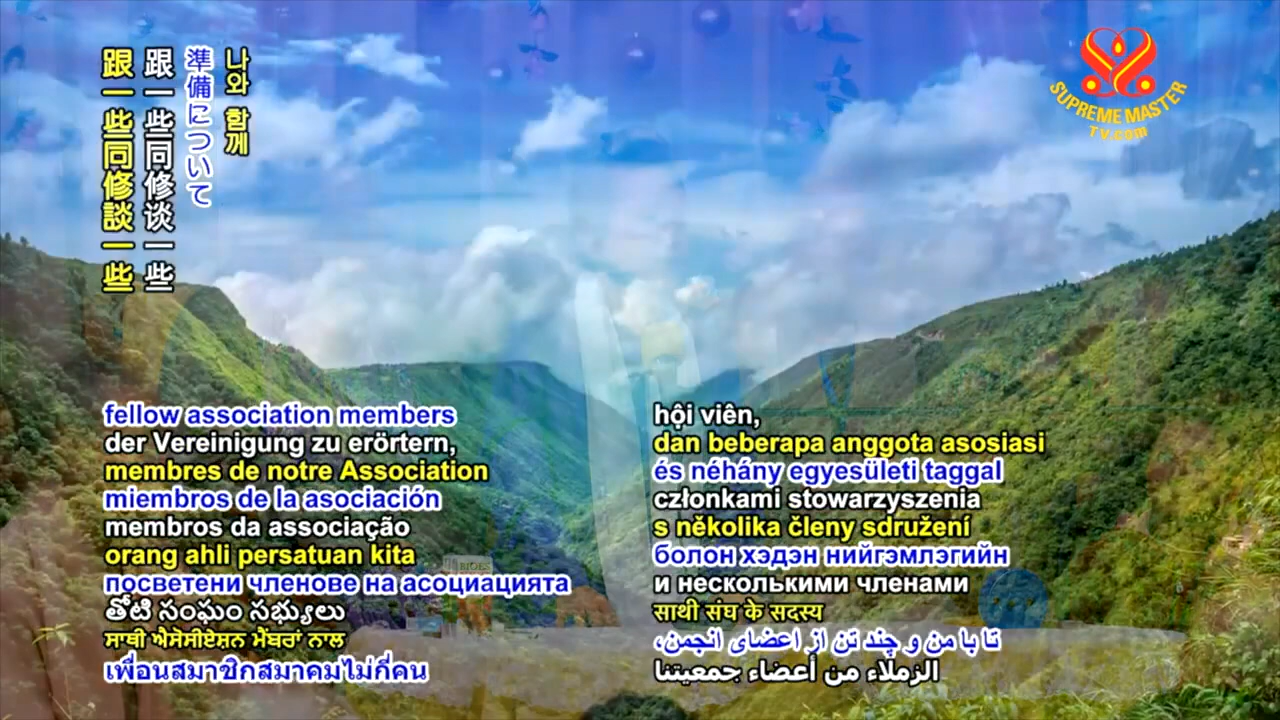 跟一些同修談一些
跟一些同修谈一些
準備について
나와 함께
SUPREME MASTER
TV.com
fellow association members
der Vereinigung zu erörtern,
membres de notre Association
miembros de la asociación
membros da associação
orang ahli persatuan kita
посветени членове на асоциацията
తోటి సంఘం సభ్యులు
ਸਾਥੀ ਐਸੋਸੀਏਸ਼ਨ ਮੈਂਬਰਾਂ ਨਾਲ
เพื่อนสมาชิกสมาคมไม่กี่คน
hội viên,
dan beberapa anggota asosiasi
és néhány egyesületi taggal
członkami stowarzyszenia
s několika členy sdružení
болон хэдэн нийгэмлэгийн
и несколькими членами
साथी संघ के सदस्य
تا با من و چند تن از اعضای انجمن،
الزملاء من أعضاء جمعيتنا